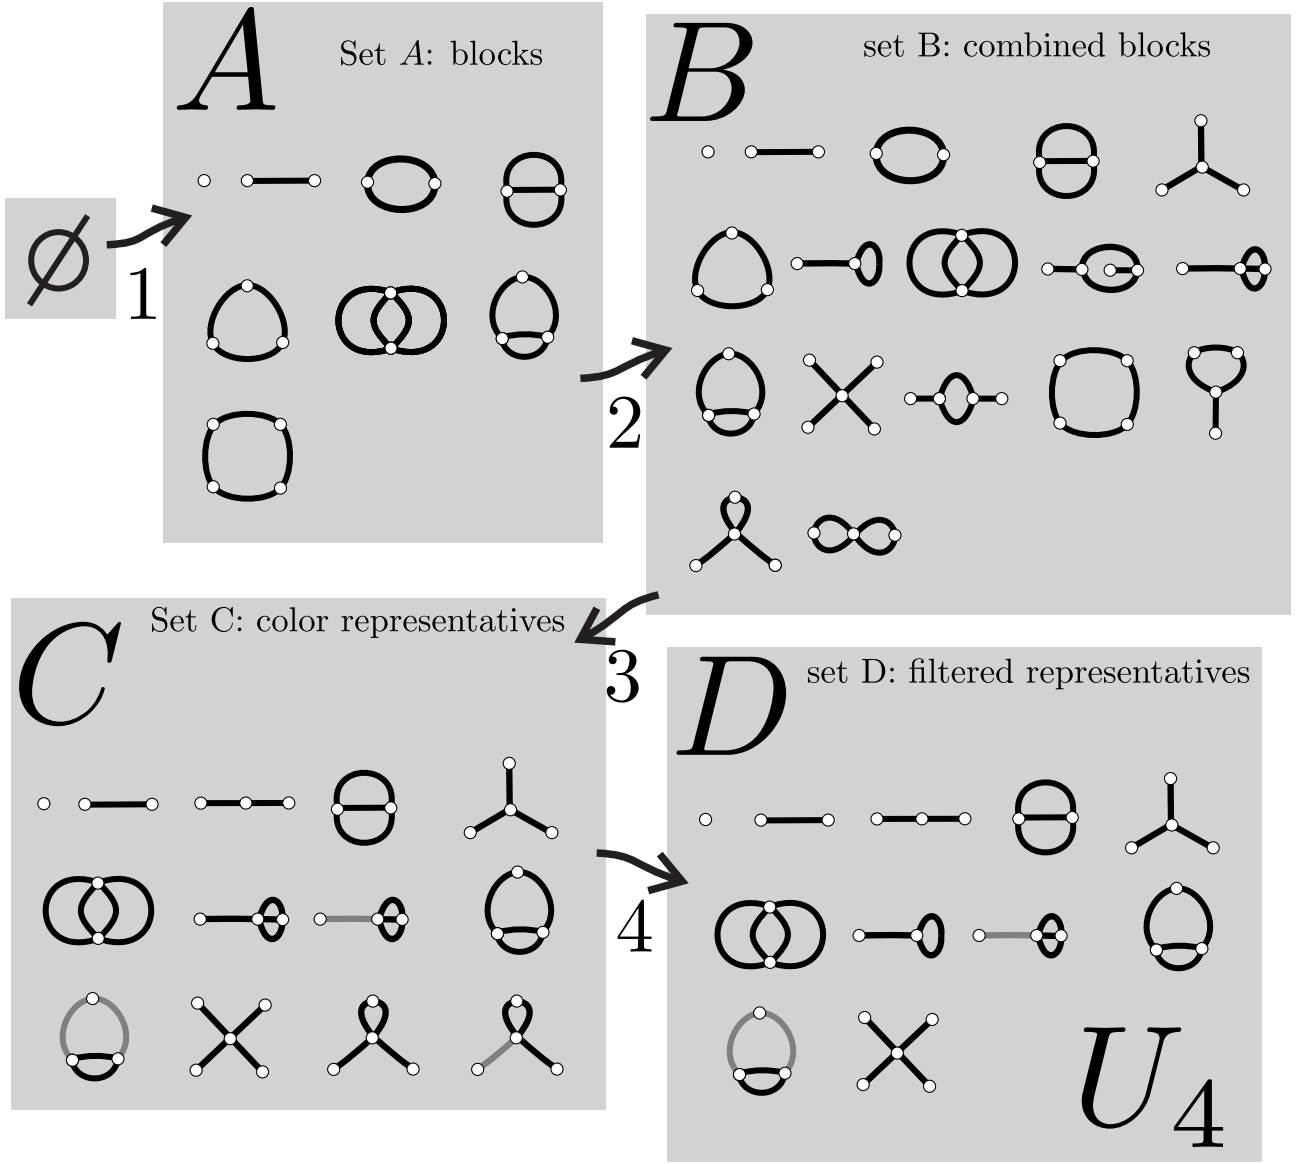 A
Set A: blocks
B
set B: combined blocks
∅
1
2
C
Set C: color representatives
3
D
set D: filtered representatives
4
U4